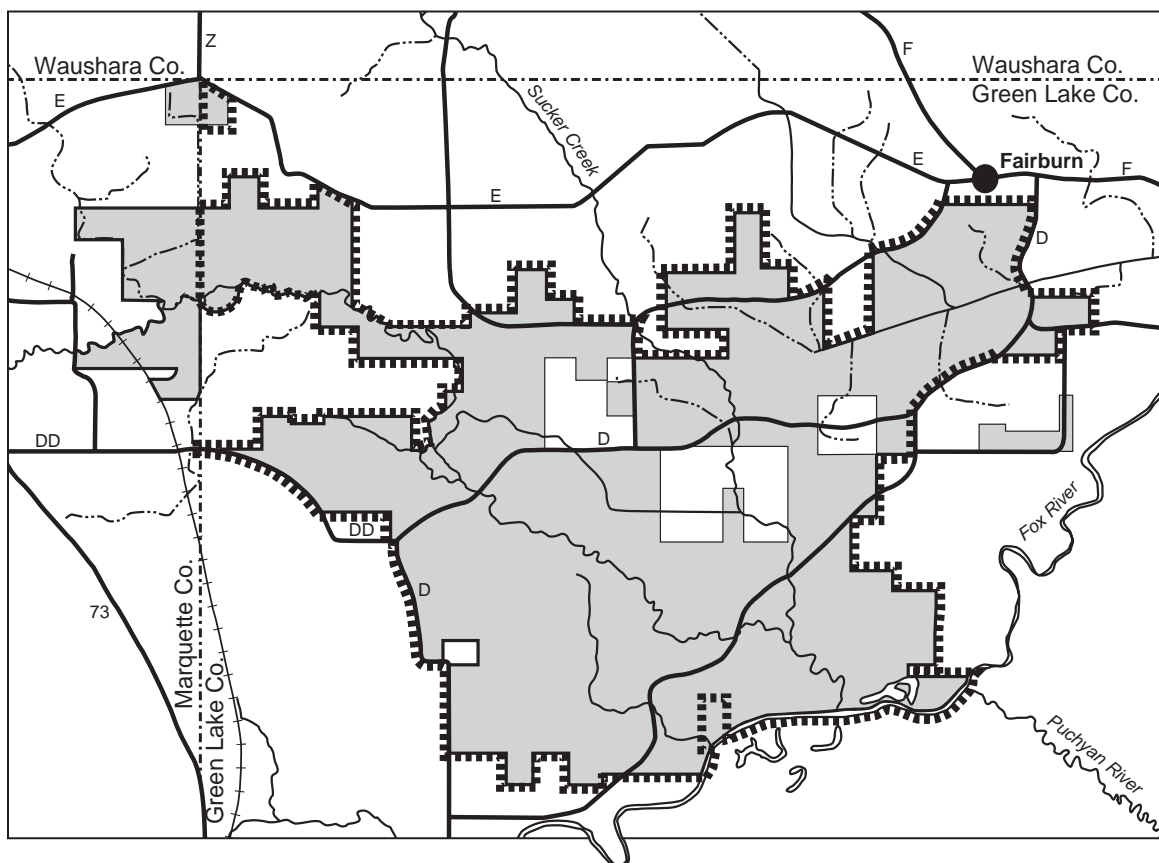 Z
F
Waushara Co.
Waushara Co.
Green Lake Co.
E
Sucker Creek
E
Fairburn
F
E
D
DD
D
Fox River
DD
D
73
Marquette Co.
Green Lake Co.
Puchyan River